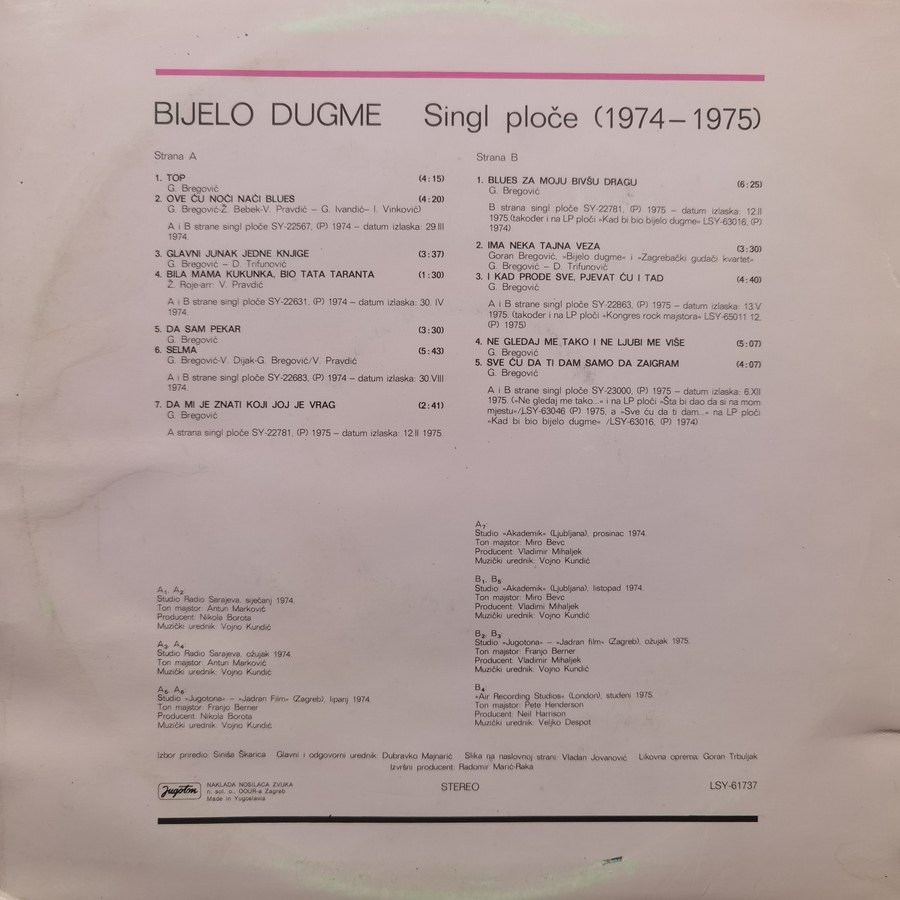 BIJELO DUGME Singl ploče (1974–1975)
Strana A
1. TOP (4:15)
G. Bregović
2. OVE ĆU NOĆI NAĆI BLUES (4:20)
G. Bregović-Ž. Bebek-V. Pravdić – G. Ivandić– I. Vinković)
A i B strane singl ploče SY-22567, (P) 1974 – datum izlaska: 29.III
1974.
3. GLAVNI JUNAK JEDNE KNJIGE (3:37)
G. Bregović – D. Trifunović
4. BILA MAMA KUKUNKA, BIO TATA TARANTA (1:30)
Ž. Roje-arr: V. Pravdić
A i B strane singl ploče SY-22631, (P) 1974 – datum izlaska: 30. IV
1974.
5. DA SAM PEKAR (3:30)
G. Bregović
6. SELMA (5:43)
G. Bregović-V. Dijak-G. Bregović/V. Pravdić
A i B strane singl ploče SY-22683, (P) 1974 – datum izlaska: 30.VIII
1974.
7. DA MI JE ZNATI KOJI JOJ JE VRAG (2:41)
G. Bregović
A strana singl ploče SY-22781, (P) 1975 – datum izlaska: 12.II 1975.
Strana B
1. BLUES ZA MOJU BIVŠU DRAGU (6:25)
G. Bregović
B strana singl ploče SY-22781, (P) 1975 – datum izlaska: 12.II
1975.(također i na LP ploči »Kad bi bio bijelo dugme« LSY-63016, (P)
1974)
2. IMA NEKA TAJNA VEZA (3:30)
Goran Bregović, »Bijelo dugme« i »Zagrebački gudači kvartet«
G. Bregović – D. Trifunović
3. I KAD PROĐE SVE, PJEVAT ĆU I TAD (4:40)
G. Bregović
A i B strane singl ploče SY-22863, (P) 1975 – datum izlaska: 13.V
1975. (također i na LP ploči »Kongres rock majstora« LSY-65011 12,
(P) 1975)
4. NE GLEDAJ ME TAKO I NE LJUBI ME VIŠE (5:07)
G. Bregović
5. SVE ĆU DA TI DAM SAMO DA ZAIGRAM (4:07)
G. Bregović
A i B strane singl ploče SY-23000, (P) 1975 – datum izlaska: 6.XII
1975. (»Ne gledaj me tako...« i na LP ploči »Šta bi dao da si na mom
mjestu«/LSY-63046 (P) 1975, a »Sve ću da ti dam...« na LP ploči
»Kad bi bio bijelo dugme« /LSY-63016, (P) 1974)
A1, A2:
Studio Radio Sarajeva, siječanj 1974.
Ton majstor: Antun Marković
Producent: Nikola Borota
Muzički urednik: Vojno Kundić
A3, A4:
Studio Radio Sarajeva, ožujak 1974.
Ton majstor: Antun Marković
Muzički urednik: Vojno Kundić
A5, A6:
Studio »Jugotona« – »Jadran Film« (Zagreb), lipanj 1974.
Ton majstor: Franjo Berner
Producent: Nikola Borota
Muzički urednik: Vojno Kundić
A7:
Studio »Akademik« (Ljubljana), prosinac 1974.
Ton majstor: Miro Bevc
Producent: Vladimir Mihaljek
Muzički urednik: Vojno Kundić
B1, B5
Studio »Akademik« (Ljubljana), listopad 1974.
Ton majstor: Miro Bevc
Producent: Vladimi Mihaljek
Muzički urednik: Vojno Kundić
B2, B3
Studio »Jugotona« – »Jadran film« (Zagreb), ožujak 1975.
Ton majstor: Franjo Berner
Producent: Vladimir Mihaljek
Muzički urednik: Vojno Kundić
B4
»Air Recording Studios« (London), studeni 1975.
Ton majstor: Pete Henderson
Producent: Neil Harrison
Muzički urednik: Veljko Despot
Izbor priredio: Siniša Škarica · Glavni i odgovorni urednik: Dubravko Majnarić · Slika na naslovnoj strani: Vladan Jovanović · Likovna oprema: Goran Trbuljak
Izvršni producent: Radomir Marić-Raka
Jugoton NAKLADA NOSILACA ZVUKA
n. sol. o., OOUR-a Zagreb
Made in Yugoslavia.
STEREO
LSY-61737